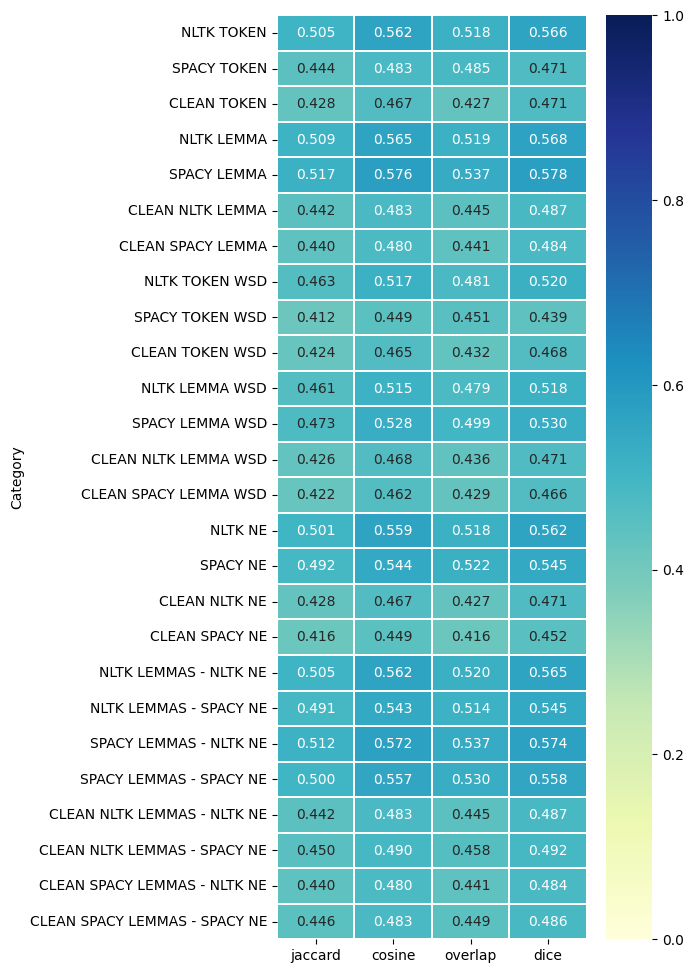 NLTK TOKEN 0.505 0.562 0.518 0.566
SPACY TOKEN 0.444 0.483 0.485 0.471
CLEAN TOKEN 0.428 0.467 0.427 0.471
NLTK LEMMA 0.509 0.565 0.519 0.568
SPACY LEMMA 0.517 0.576 0.537 0.578
CLEAN NLTK LEMMA 0.442 0.483 0.445 0.487
CLEAN SPACY LEMMA 0.440 0.480 0.441 0.484
NLTK TOKEN WSD 0.463 0.517 0.481 0.520
SPACY TOKEN WSD 0.412 0.449 0.451 0.439
CLEAN TOKEN WSD 0.424 0.465 0.432 0.468
NLTK LEMMA WSD 0.461 0.515 0.479 0.518
SPACY LEMMA WSD 0.473 0.528 0.499 0.530
CLEAN NLTK LEMMA WSD 0.426 0.468 0.436 0.471
CLEAN SPACY LEMMA WSD 0.422 0.462 0.429 0.466
NLTK NE 0.501 0.559 0.518 0.562
SPACY NE 0.492 0.544 0.522 0.545
CLEAN NLTK NE 0.428 0.467 0.427 0.471
CLEAN SPACY NE 0.416 0.449 0.416 0.452
NLTK LEMMAS - NLTK NE 0.505 0.562 0.520 0.565
NLTK LEMMAS - SPACY NE 0.491 0.543 0.514 0.545
SPACY LEMMAS - NLTK NE 0.512 0.572 0.537 0.574
SPACY LEMMAS - SPACY NE 0.500 0.557 0.530 0.558
CLEAN NLTK LEMMAS - NLTK NE 0.442 0.483 0.445 0.487
CLEAN NLTK LEMMAS - SPACY NE 0.450 0.490 0.458 0.492
CLEAN SPACY LEMMAS - NLTK NE 0.440 0.480 0.441 0.484
CLEAN SPACY LEMMAS - SPACY NE 0.446 0.483 0.449 0.486
jaccard cosine overlap dice
Category
1.0
0.8
0.6
0.4
0.2
0.0